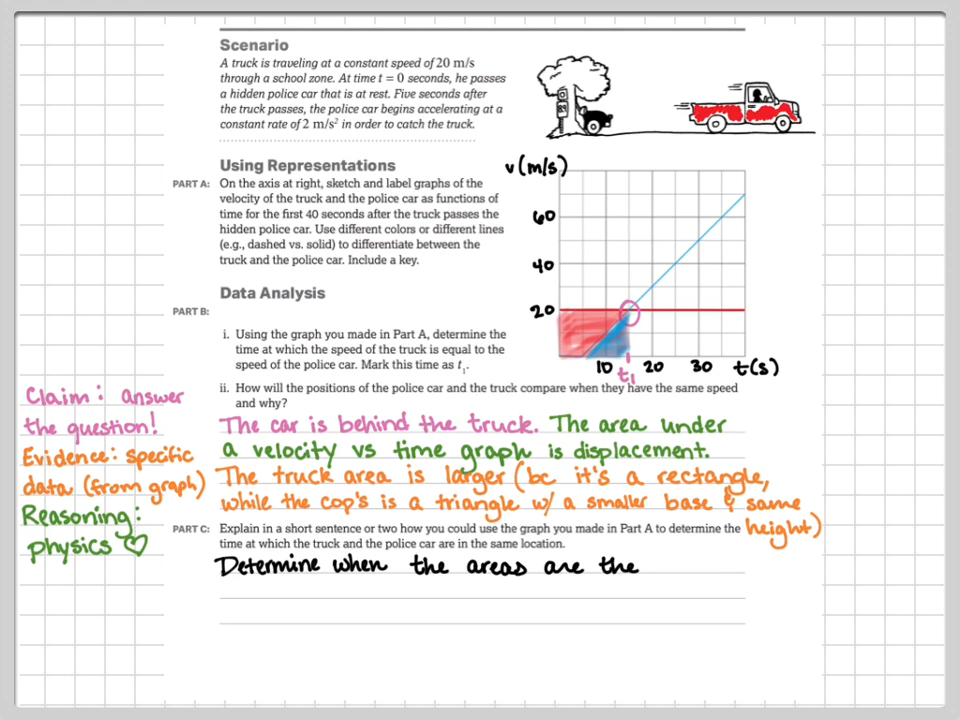 Scenario
A truck is traveling at a constant speed of 20 m/s
through a school zone. At time t = 0 seconds, he passes
a hidden police car that is at rest. Five seconds after
the truck passes, the police car begins accelerating at a
constant rate of 2 m/s² in order to catch the truck.
Using Representations
PART A: On the axis at right, sketch and label graphs of the
velocity of the truck and the police car as functions of
time for the first 40 seconds after the truck passes the
hidden police car. Use different colors or different lines
(e.g., dashed vs. solid) to differentiate between the
truck and the police car. Include a key.
v (m/s)
60
40
20
10 20 30 t(s)
t₁
Data Analysis
PART B:
i. Using the graph you made in Part A, determine the
time at which the speed of the truck is equal to the
speed of the police car. Mark this time as t₁.
ii. How will the positions of the police car and the truck compare when they have the same speed
and why?
Claim: answer
the question!
Evidence: specific
data (from graph)
Reasoning:
physics ♡
The car is behind the truck. The area under
a velocity vs time graph is displacement.
The truck area is larger (bc it's a rectangle,
while the cop's is a triangle w/ a smaller base & same
height)
PART C: Explain in a short sentence or two how you could use the graph you made in Part A to determine the
time at which the truck and the police car are in the same location.
Determine when the areas are the